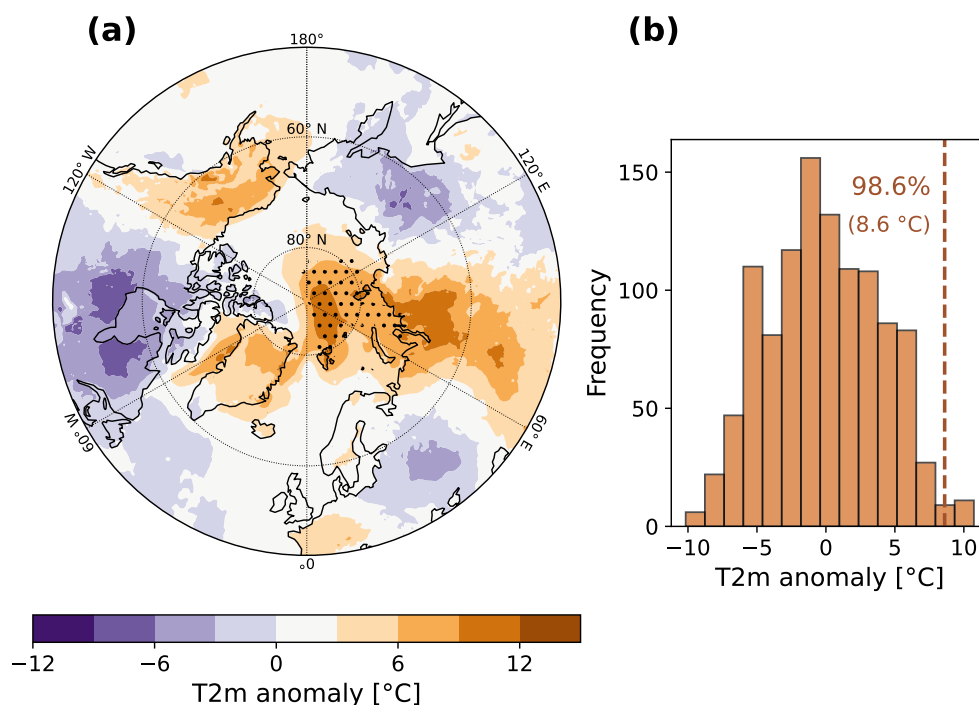 (a)
(b)
180°
60° N
120° W
120° E
80° N
60° W
60° E
0°
−12
−6
0
6
12
T2m anomaly [°C]
150
100
50
0
Frequency
98.6%
(8.6 °C)
−10
−5
0
5
10
T2m anomaly [°C]